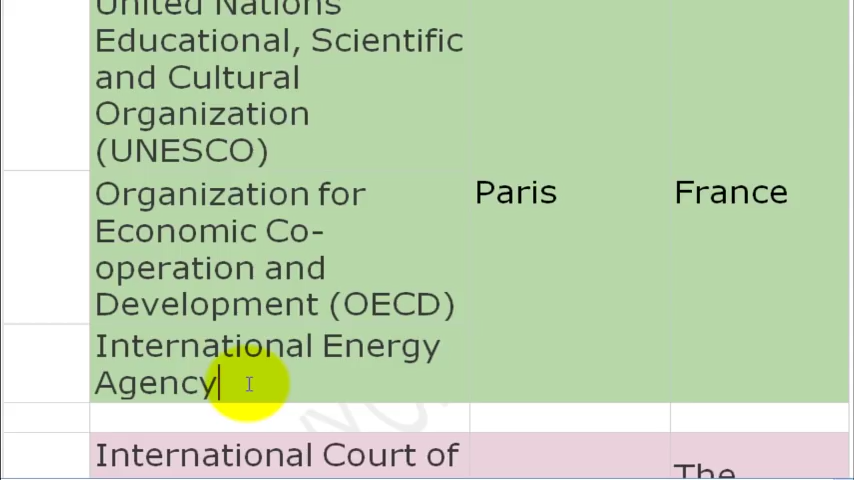 United Nations
Educational, Scientific
and Cultural
Organization
(UNESCO)
Organization for
Economic Co-
operation and
Development (OECD)
Paris
France
International Energy
Agency
International Court of
The